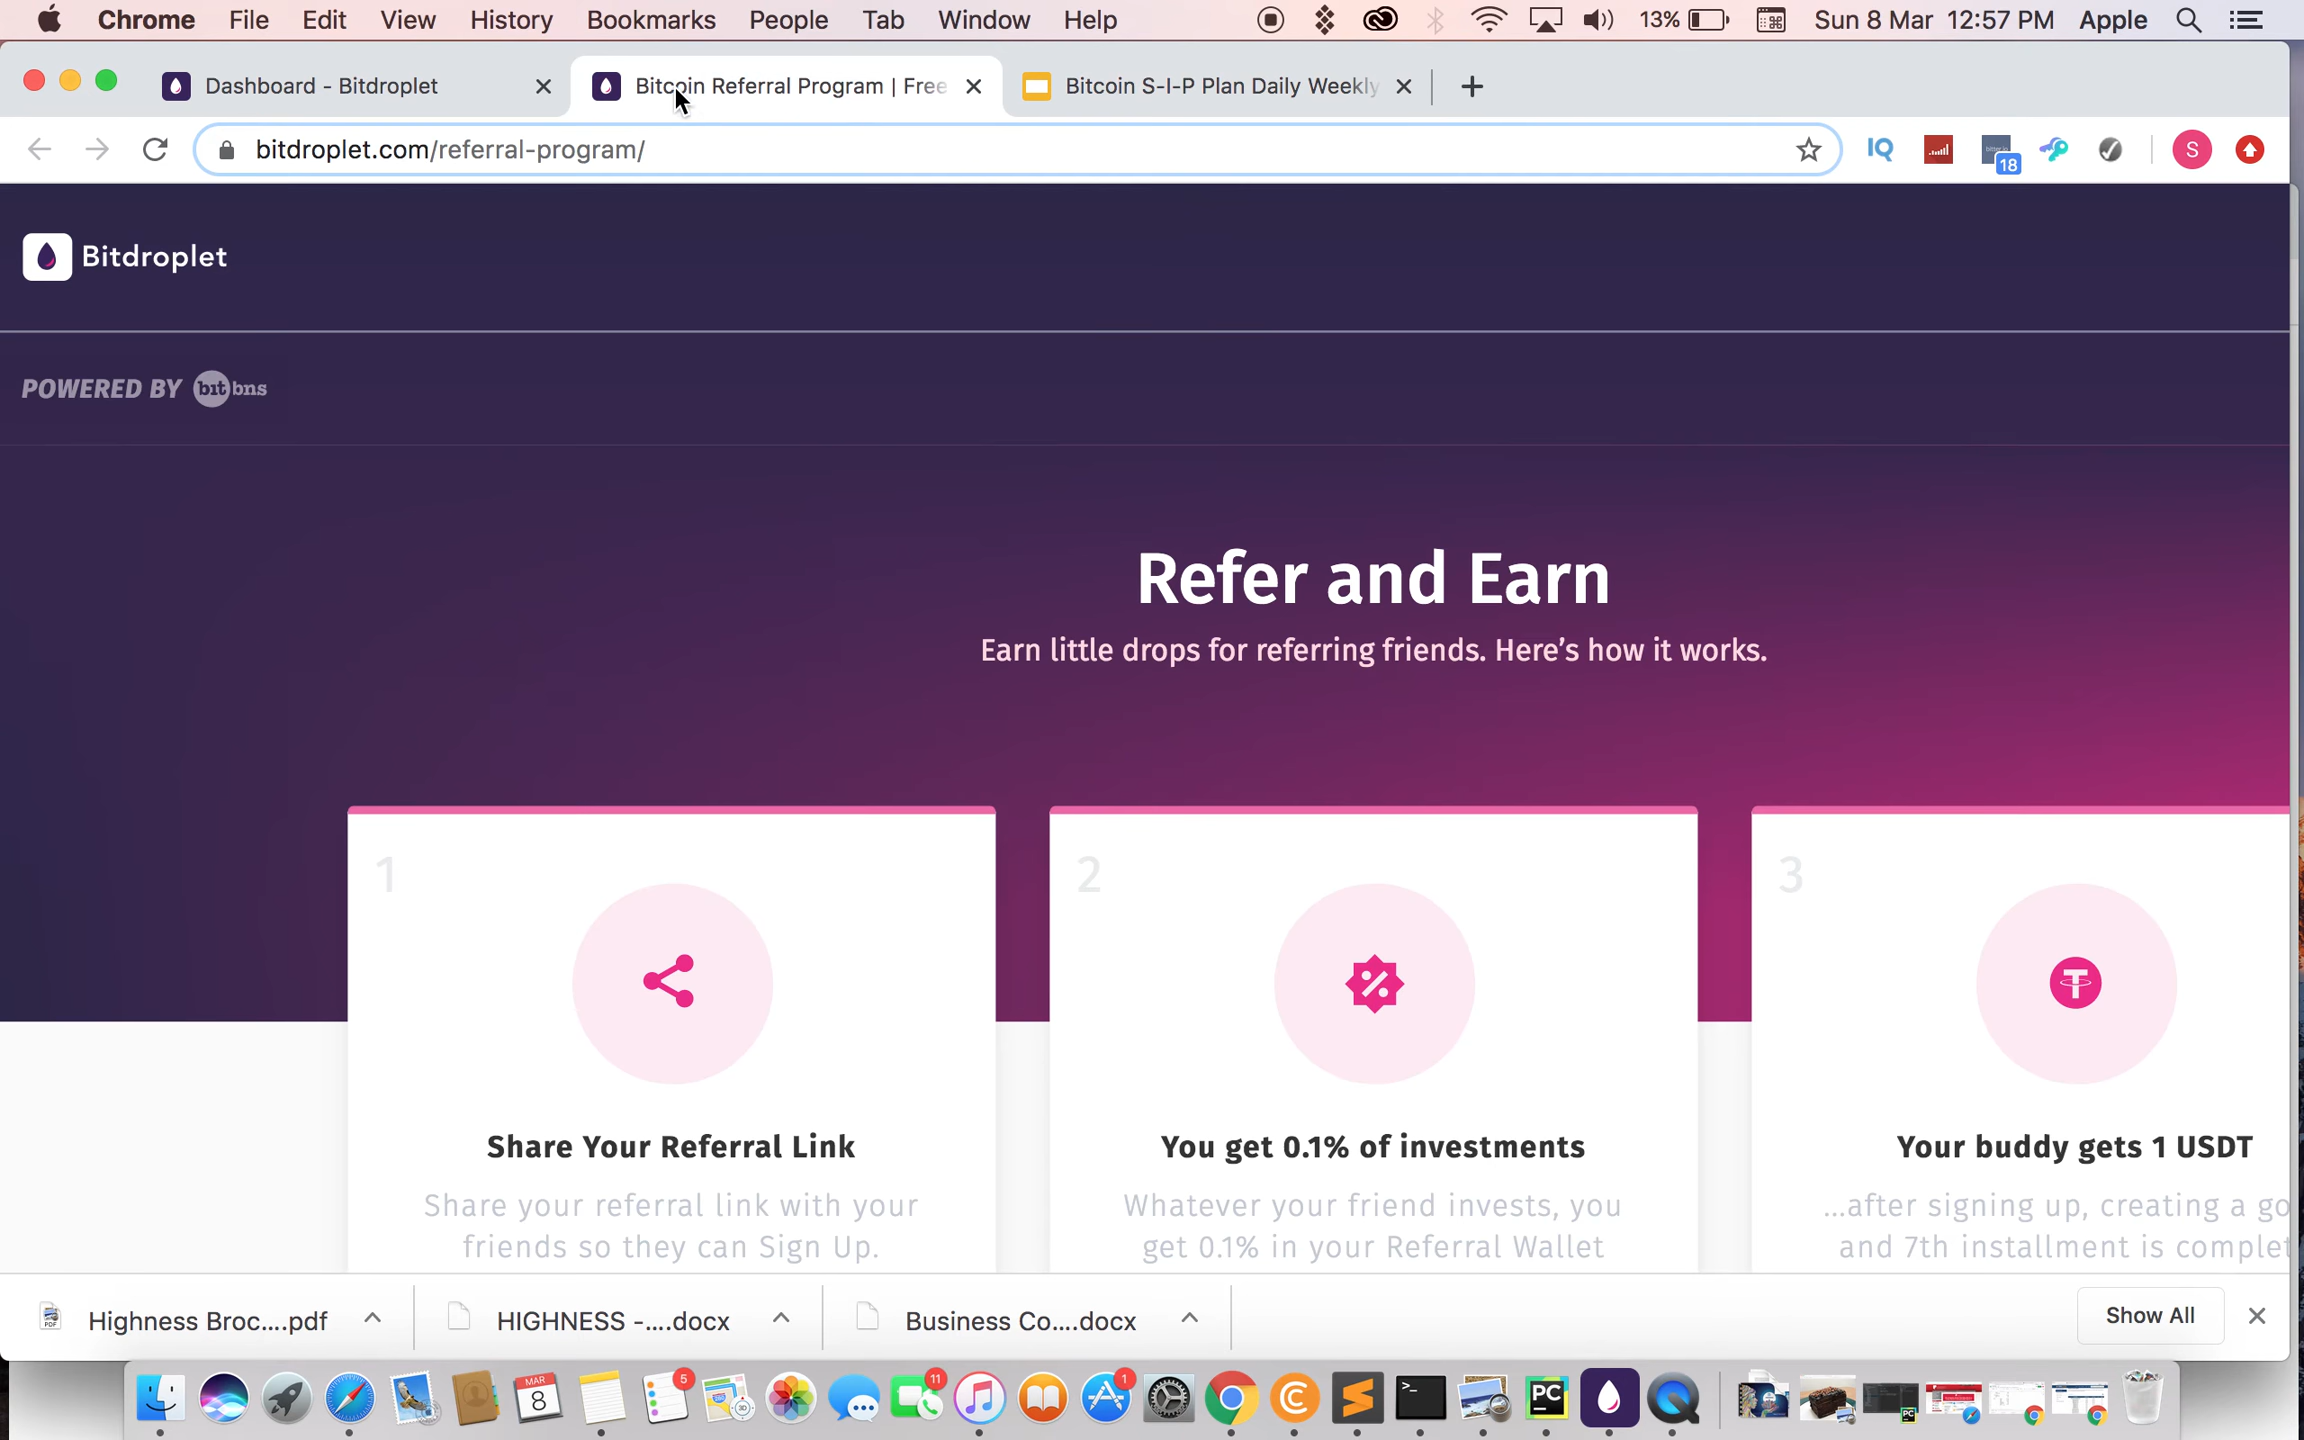 Chrome File Edit View History Bookmarks People Tab Window Help 13% Sun 8 Mar 12:57 PM Apple
Dashboard - Bitdroplet
Bitcoin Referral Program | Free
Bitcoin S-I-P Plan Daily Weekly
bitdroplet.com/referral-program/
IQ
18
S
Bitdroplet
POWERED BY bitbns
Refer and Earn
Earn little drops for referring friends. Here's how it works.
1
Share Your Referral Link
Share your referral link with your
friends so they can Sign Up.
2
You get 0.1% of investments
Whatever your friend invests, you
get 0.1% in your Referral Wallet
3
Your buddy gets 1 USDT
...after signing up, creating a go
and 7th installment is complet
Highness Broc....pdf
HIGHNESS -....docx
Business Co....docx
Show All
MAR
8
5
3D
11
1
PC